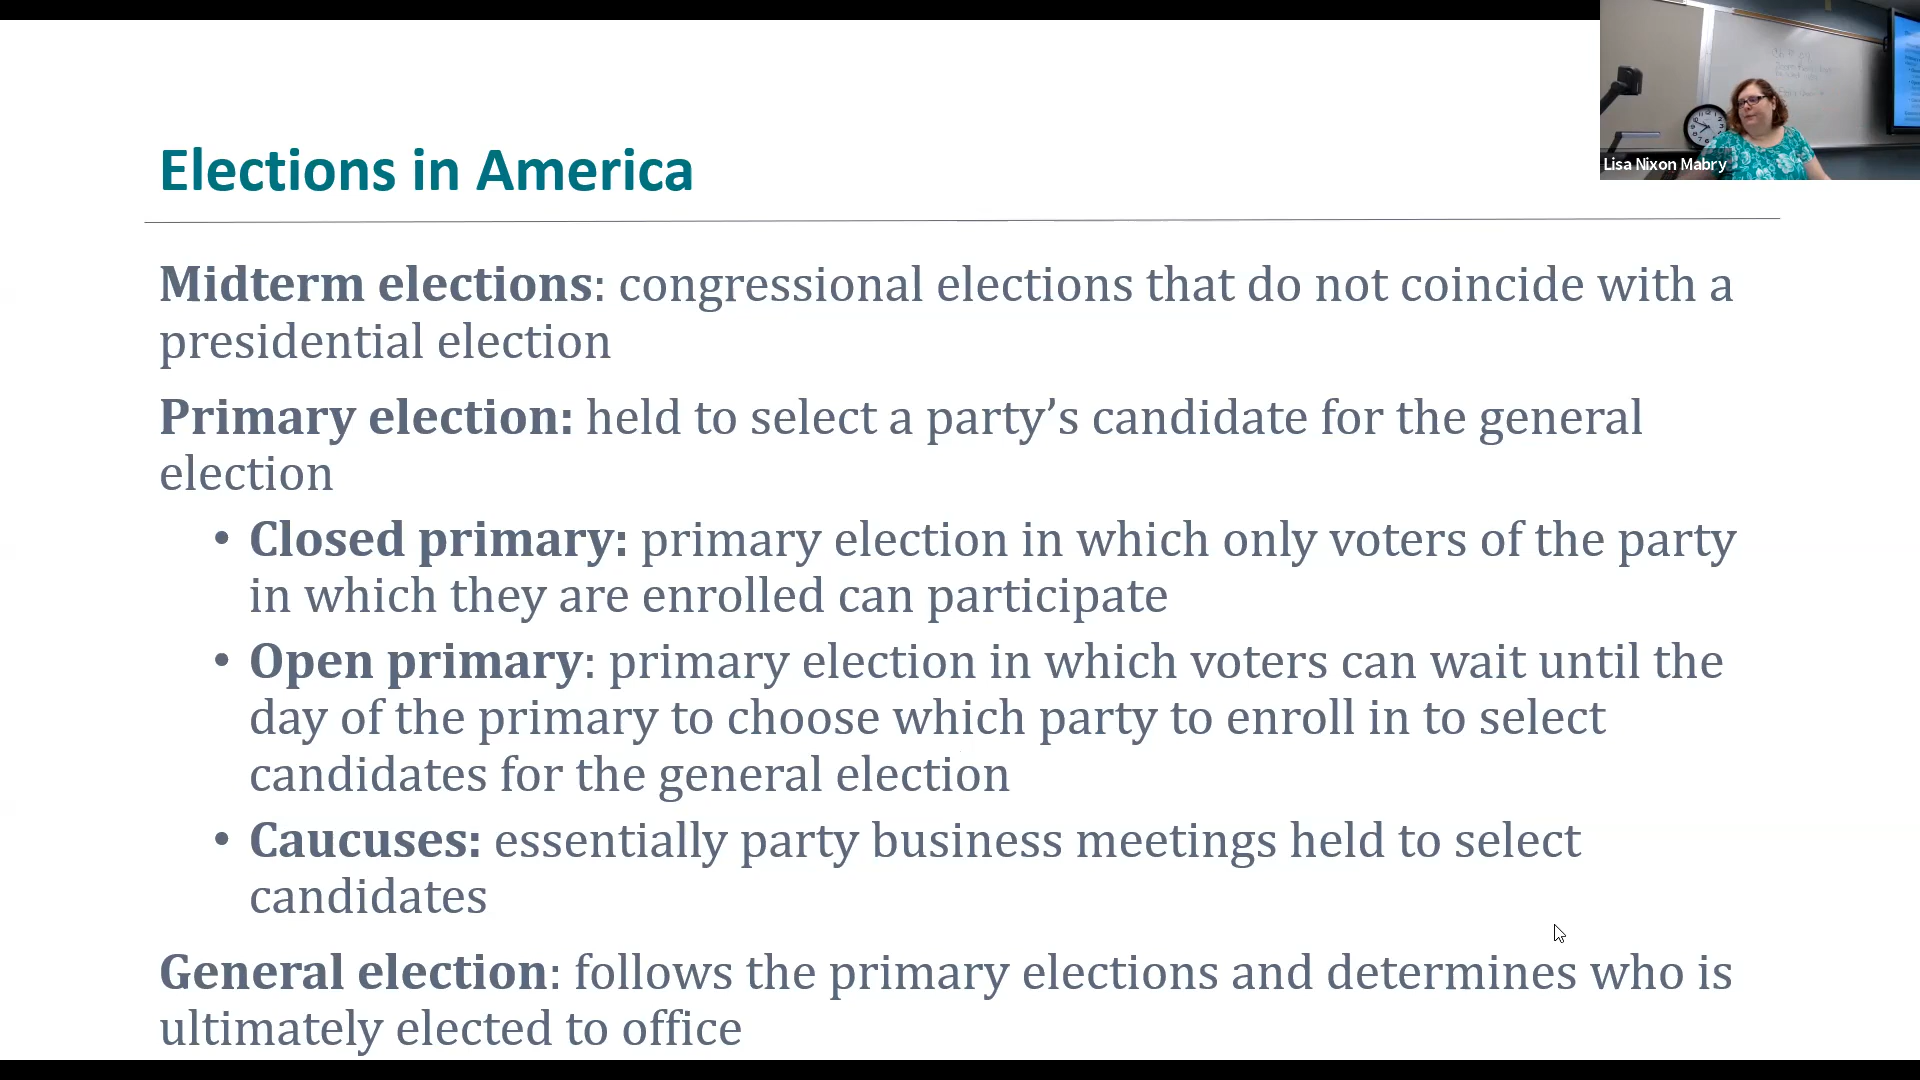 Elections in America
Lisa Nixon Mabry
Midterm elections: congressional elections that do not coincide with a
presidential election
Primary election: held to select a party’s candidate for the general
election
• Closed primary: primary election in which only voters of the party
in which they are enrolled can participate
• Open primary: primary election in which voters can wait until the
day of the primary to choose which party to enroll in to select
candidates for the general election
• Caucuses: essentially party business meetings held to select
candidates
General election: follows the primary elections and determines who is
ultimately elected to office